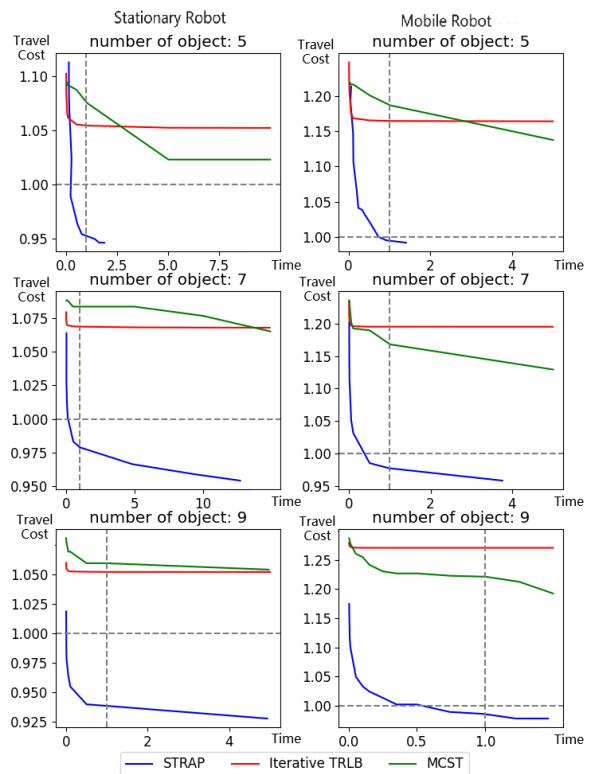 Stationary Robot
Mobile Robot
Travel Cost
number of object: 5
1.10
1.05
1.00
0.95
0.0 2.5 5.0 7.5
Time
Travel Cost
number of object: 5
1.20
1.15
1.10
1.05
1.00
0 2 4
Time
Travel Cost
number of object: 7
1.075
1.050
1.025
1.000
0.975
0.950
0 5 10
Time
Travel Cost
number of object: 7
1.20
1.15
1.10
1.05
1.00
0.95
0 2 4
Time
Travel Cost
number of object: 9
1.050
1.025
1.000
0.975
0.950
0.925
0 2 4
Time
Travel Cost
number of object: 9
1.25
1.20
1.15
1.10
1.05
1.00
0.0 0.5 1.0
Time
STRAP Iterative TRLB MCST